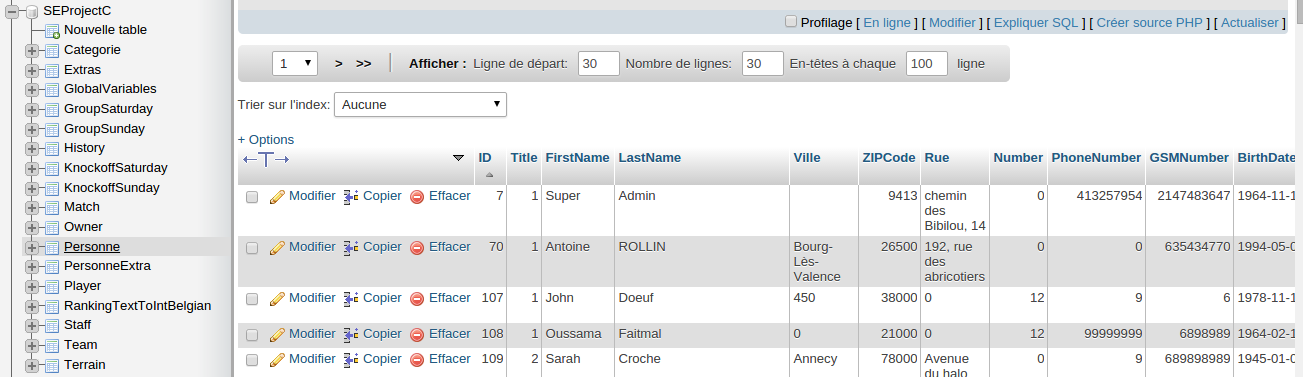 SEProjectC
Nouvelle table
Categorie
Extras
GlobalVariables
GroupSaturday
GroupSunday
History
KnockoffSaturday
KnockoffSunday
Match
Owner
Personne
PersonneExtra
Player
RankingTextToIntBelgian
Staff
Team
Terrain
Profilage [ En ligne ] [ Modifier ] [ Expliquer SQL ] [ Créer source PHP ] [ Actualiser ]
1 > >> Afficher : Ligne de départ: 30 Nombre de lignes: 30 En-têtes à chaque 100 ligne
Trier sur l'index: Aucune
+ Options
ID Title FirstName LastName Ville ZIPCode Rue Number PhoneNumber GSMNumber BirthDate
Modifier Copier Effacer 7 1 Super Admin 9413 chemin 0 413257954 2147483647 1964-11-1
des
Bibilou, 14
Modifier Copier Effacer 70 1 Antoine ROLLIN Bourg- 26500 192, rue 0 0 635434770 1994-05-0
Lès- des
Valence abricotiers
Modifier Copier Effacer 107 1 John Doeuf 450 38000 0 12 9 6 1978-11-1
Modifier Copier Effacer 108 1 Oussama Faitmal 0 21000 0 12 99999999 6898989 1964-02-1
Modifier Copier Effacer 109 2 Sarah Croche Annecy 78000 Avenue 0 9 689898989 1945-01-0
du halo